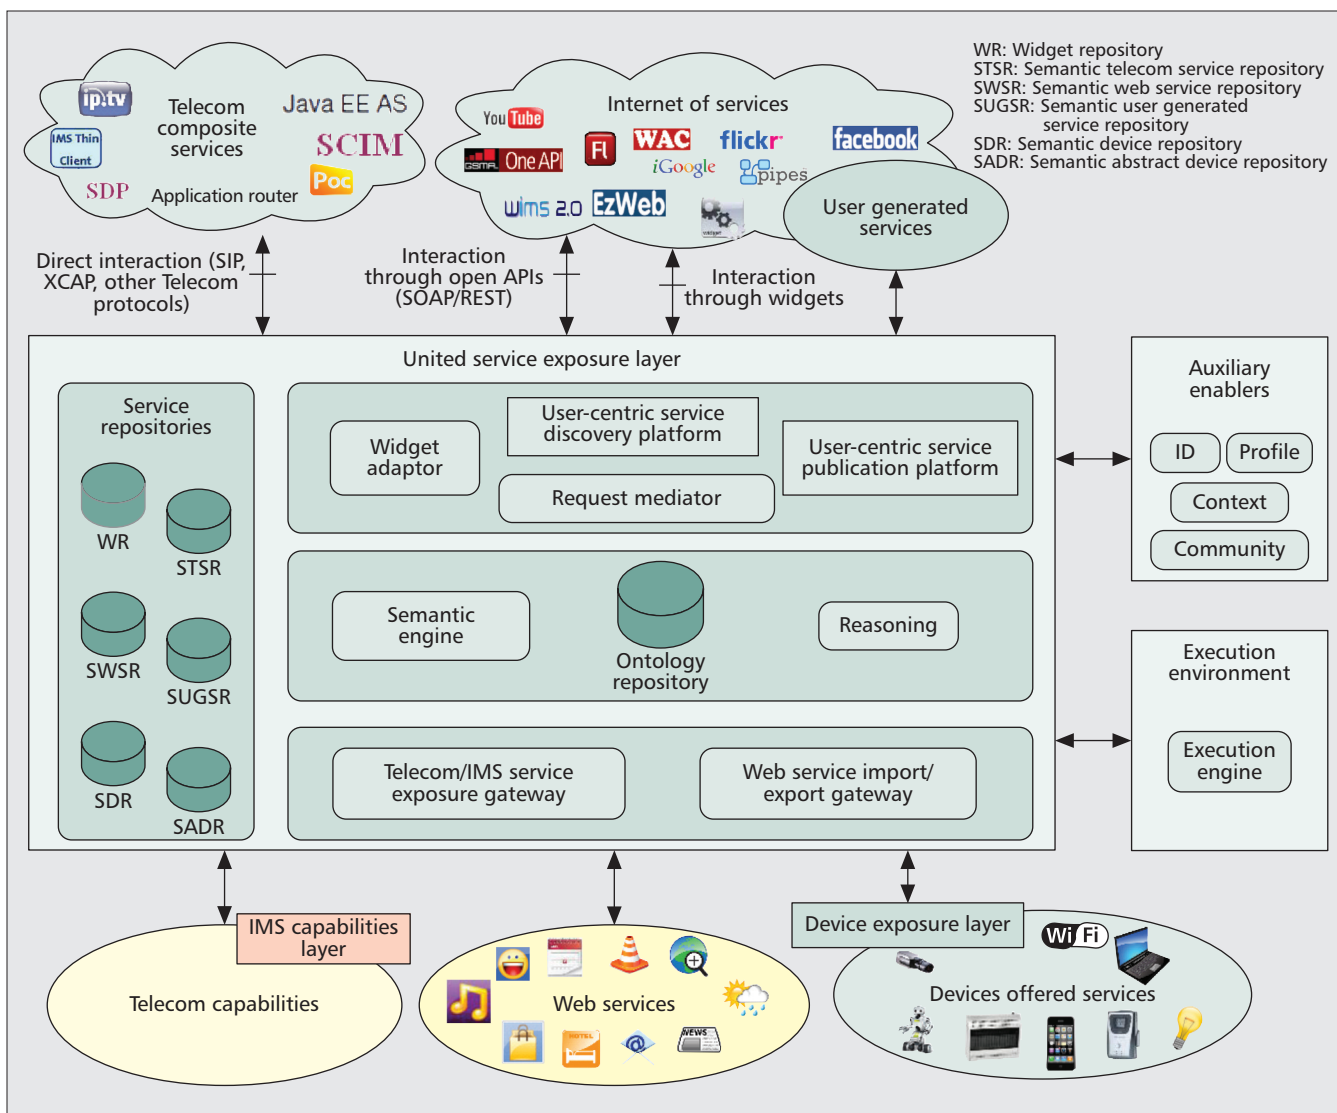 WR: Widget repository
STSR: Semantic telecom service repository
SWSR: Semantic web service repository
SUGSR: Semantic user generated
service repository
SDR: Semantic device repository
SADR: Semantic abstract device repository
ip.tv
Telecom
composite
services
Java EE AS
IMS Thin
Client
SCIM
SDP
Application router
Poc
Internet of services
YouTube
GSMA OneAPI
Fl
WAC
flickr
facebook
iGoogle
pipes
wims 2.0
EzWeb
widget
User generated
services
Direct interaction (SIP,
XCAP, other Telecom
protocols)
Interaction
through open APIs
(SOAP/REST)
Interaction
through widgets
United service exposure layer
Service
repositories
WR
STSR
SWSR
SUGSR
SDR
SADR
Widget
adaptor
User-centric service
discovery platform
Request mediator
User-centric service
publication platform
Semantic
engine
Ontology
repository
Reasoning
Telecom/IMS service
exposure gateway
Web service import/
export gateway
Auxiliary
enablers
ID
Profile
Context
Community
Execution
environment
Execution
engine
IMS capabilities
layer
Telecom capabilities
Web services
HOTEL
NEWS
Device exposure layer
WiFi
Devices offered services